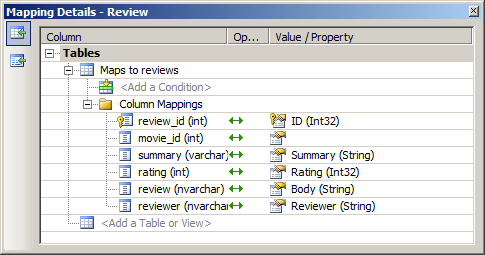 Mapping Details - Review
Column Op... Value / Property
Tables
Maps to reviews
<Add a Condition>
Column Mappings
review_id (int) ID (Int32)
movie_id (int)
summary (varchar) Summary (String)
rating (int) Rating (Int32)
review (nvarchar) Body (String)
reviewer (nvarchar Reviewer (String)
<Add a Table or View>